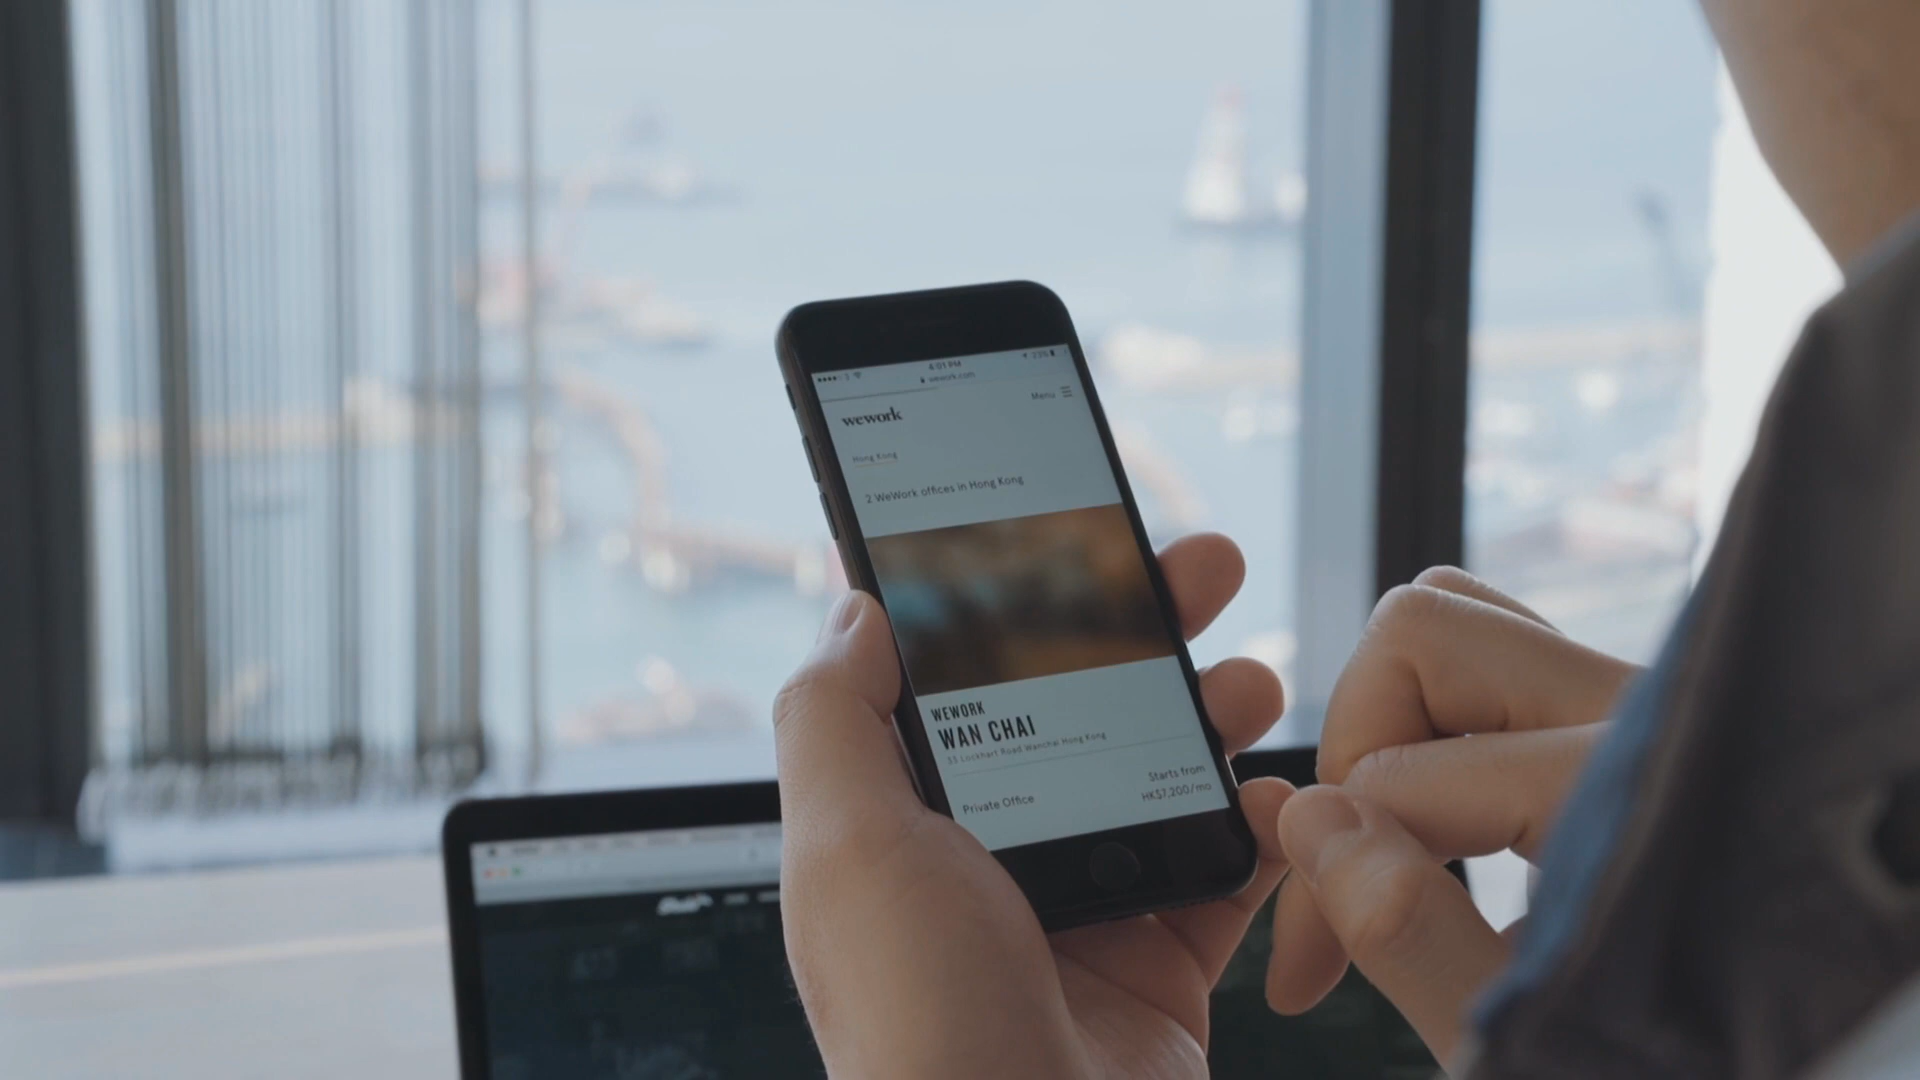 4:01 PM
23%
wework.com
wework
Menu
Hong Kong
2 WeWork offices in Hong Kong
WEWORK
WAN CHAI
33 Lockhart Road Wanchai Hong Kong
Private Office
Starts from
HK$7,200/mo